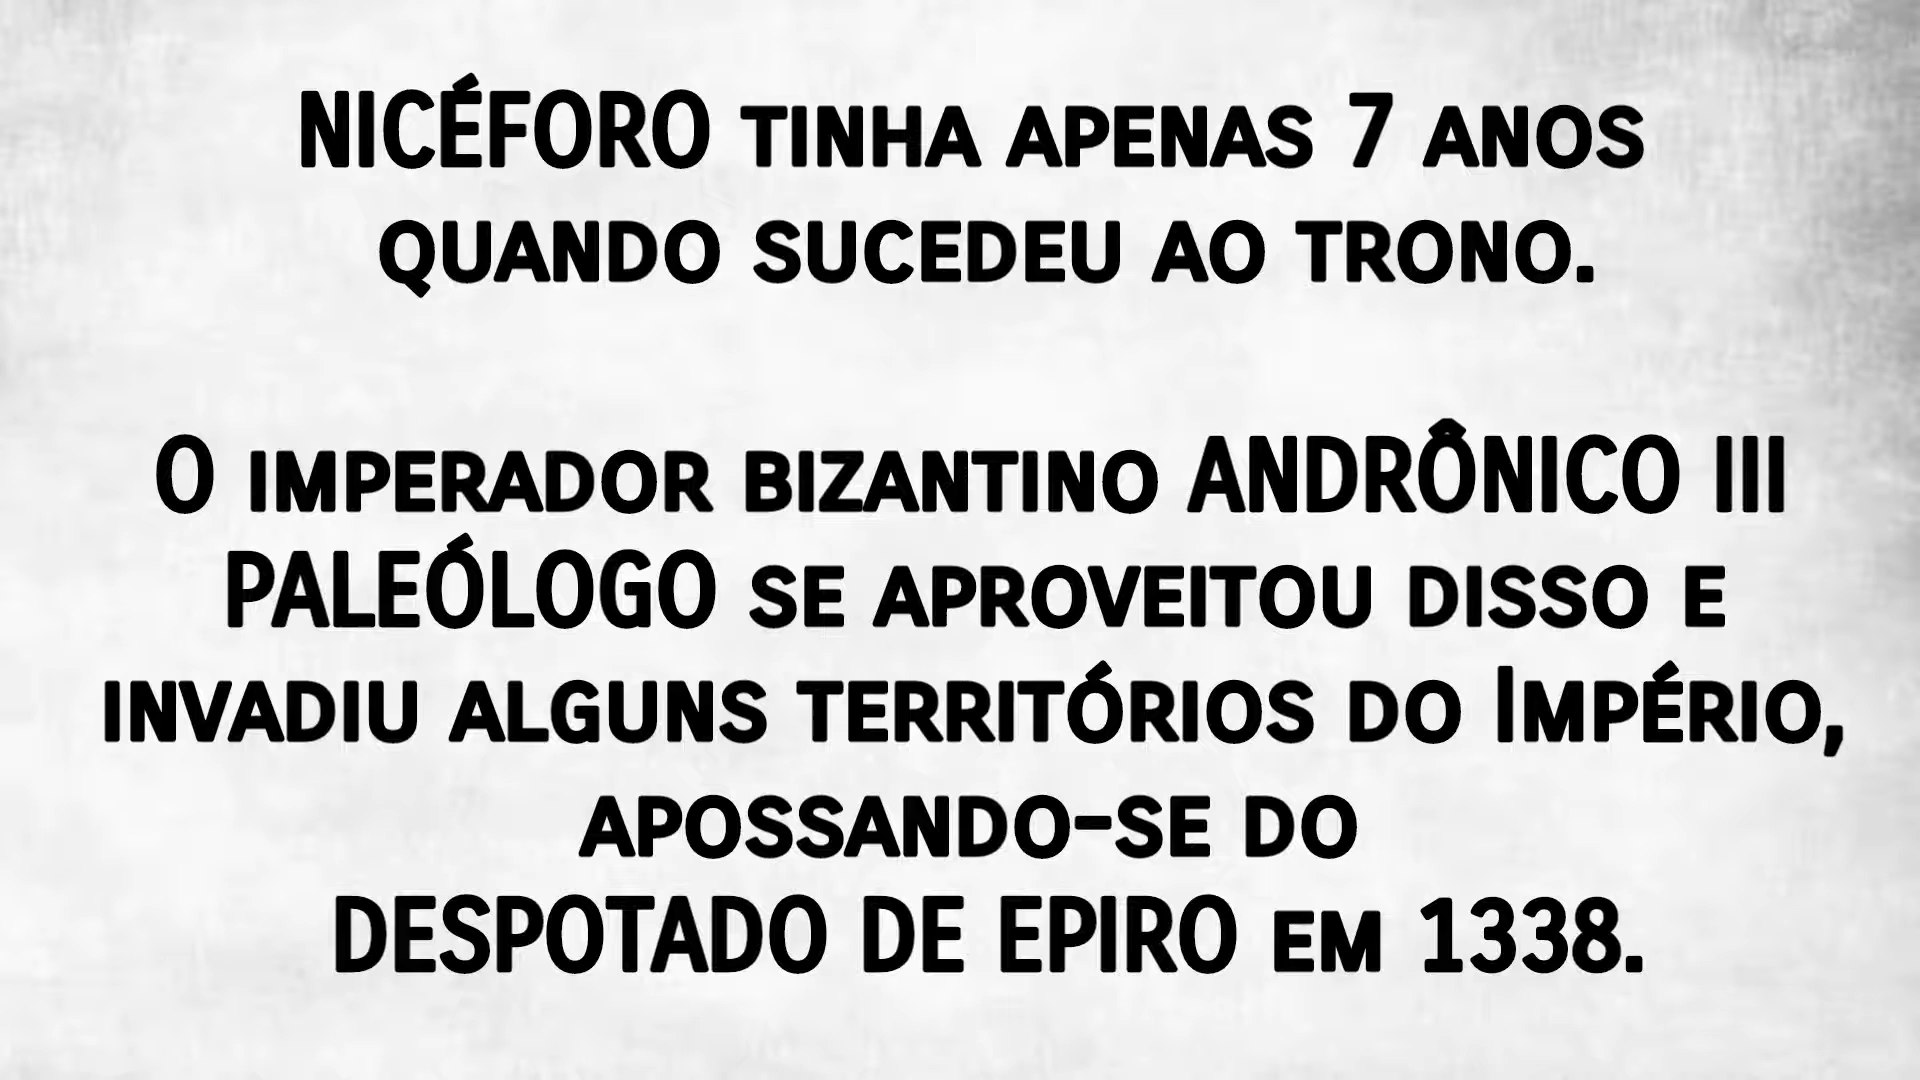 NICÉFORO TINHA APENAS 7 ANOS
QUANDO SUCEDEU AO TRONO.
O IMPERADOR BIZANTINO ANDRÔNICO III
PALEÓLOGO SE APROVEITOU DISSO E
INVADIU ALGUNS TERRITÓRIOS DO IMPÉRIO,
APOSSANDO-SE DO
DESPOTADO DE EPIRO EM 1338.